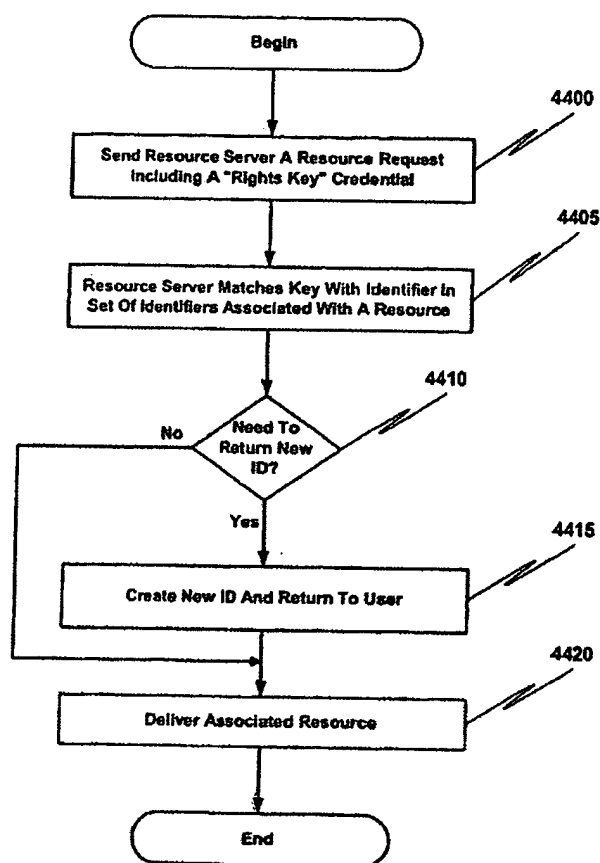 Begin
4400
Send Resource Server A Resource Request
Including A "Rights Key" Credential
4405
Resource Server Matches Key With Identifier In
Set Of Identifiers Associated With A Resource
4410
Need To
Return New
ID?
No
Yes
4415
Create New ID And Return To User
4420
Deliver Associated Resource
End